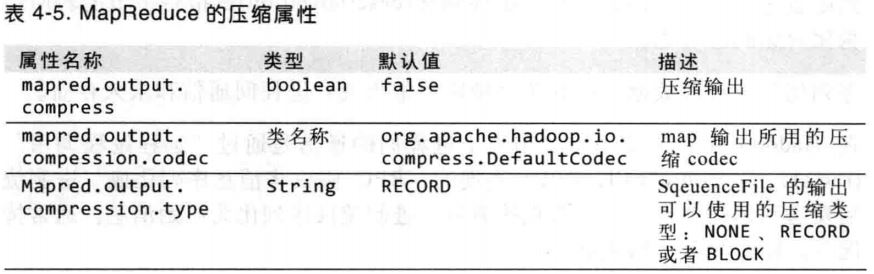 表 4-5. MapReduce 的压缩属性
属性名称 类型 默认值 描述
mapred.output. boolean false 压缩输出
compress
mapred.output. 类名称 org.apache.hadoop.io. map 输出所用的压
compession.codec compress.DefaultCodec 缩 codec
Mapred.output. String RECORD SqeuenceFile 的输出
compression.type 可以使用的压缩类
型：NONE、RECORD
或者 BLOCK